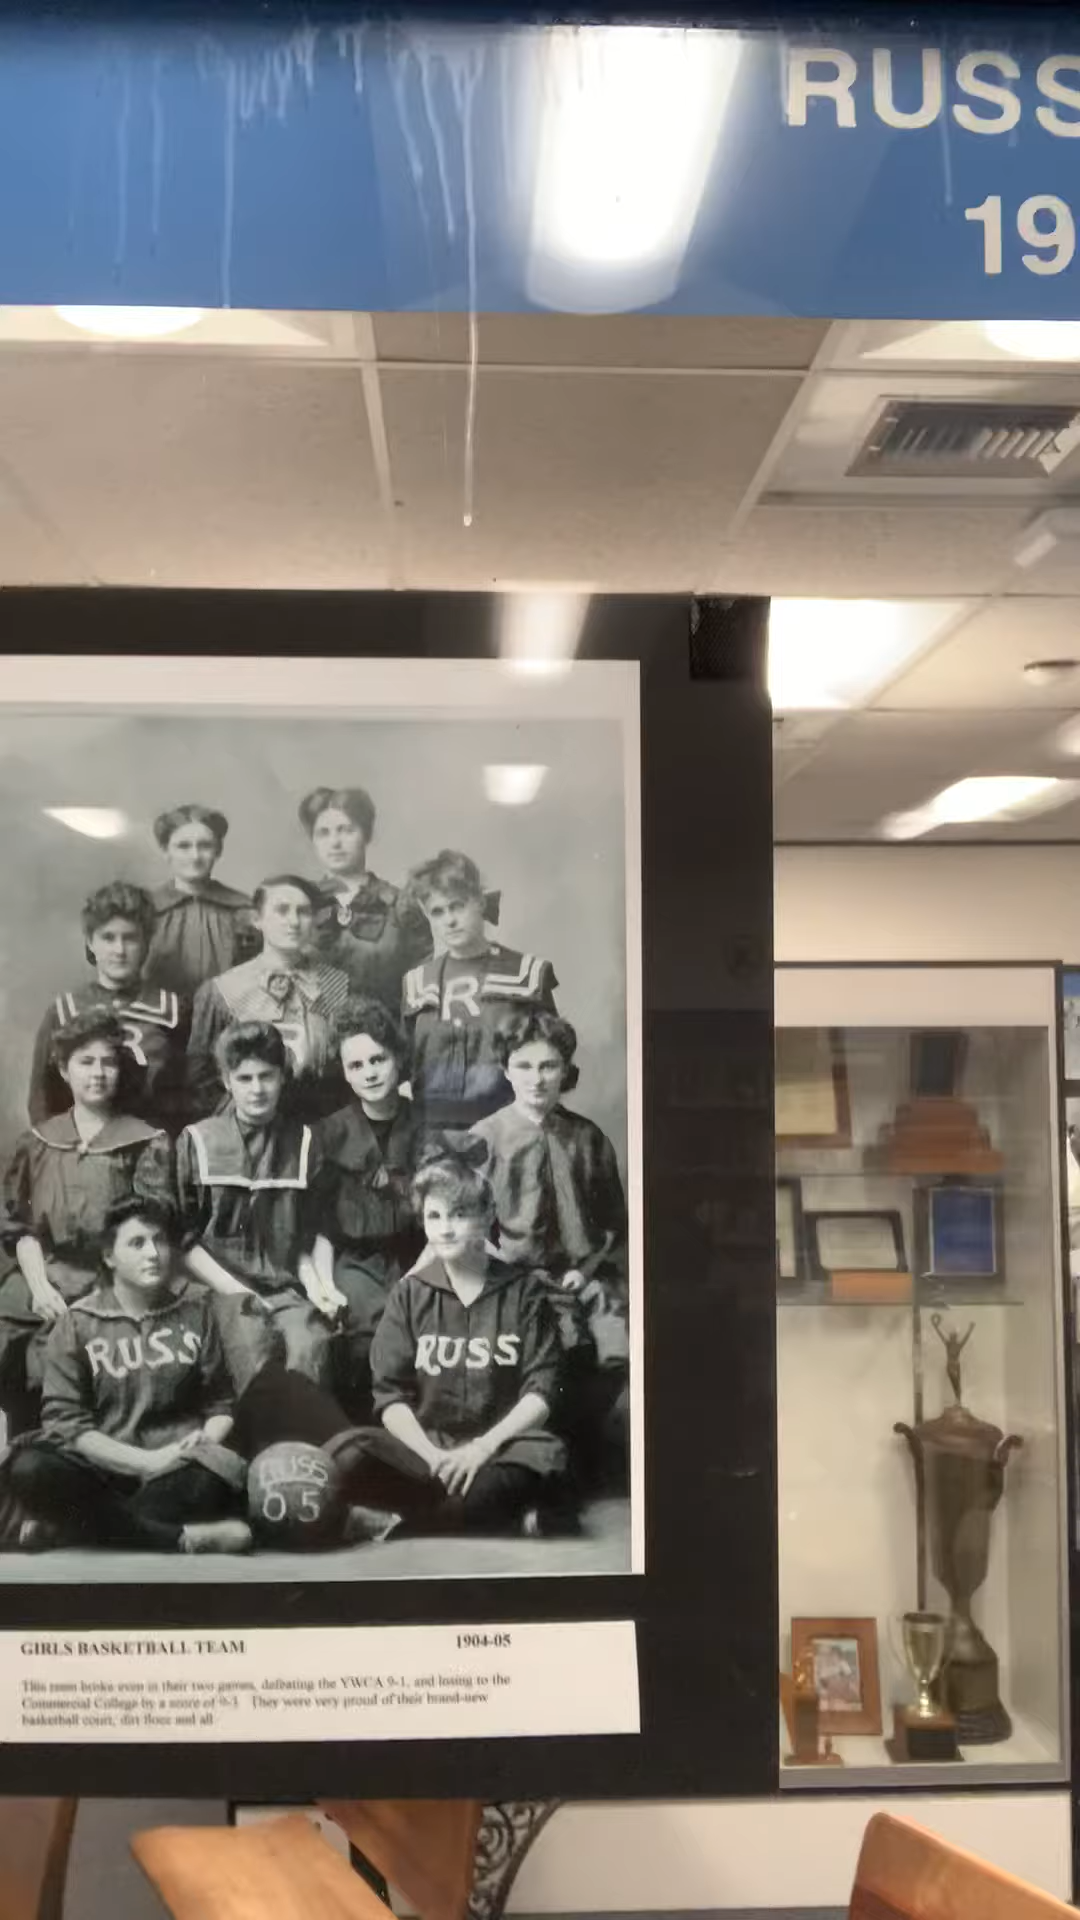 RUSS
19
R
R
R
RUSS
RUSS
RUSS
05
GIRLS BASKETBALL TEAM 1904-05
This team broke even in their two games, defeating the YWCA 9-1, and losing to the
Commercial College by a score of 9-3. They were very proud of their brand-new
basketball court, dirt floor and all